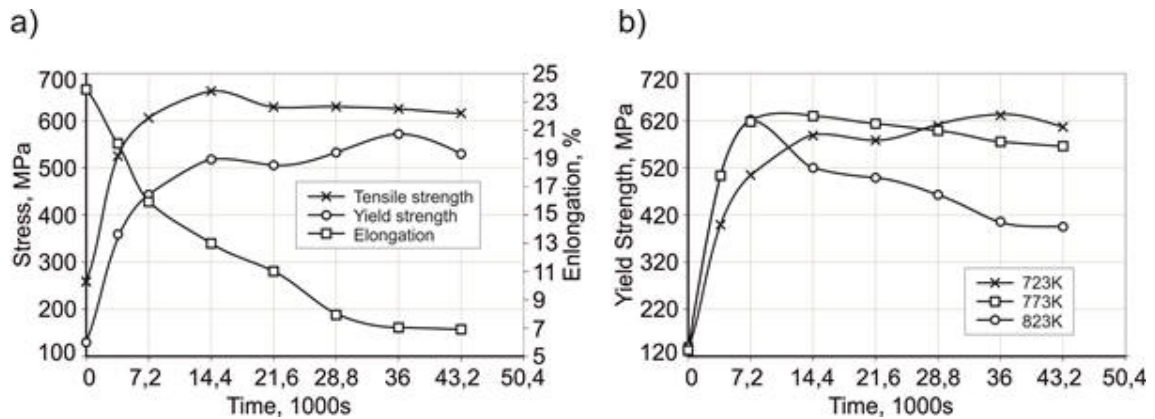 a)
b)
700
600
500
400
300
200
100
Stress, MPa
25
23
21
19
17
15
13
11
9
7
5
Enlongation, %
Tensile strength
Yield strength
Elongation
0 7,2 14,4 21,6 28,8 36 43,2 50,4
Time, 1000s
720
620
520
420
320
220
120
Yield Strength, MPa
723K
773K
823K
0 7,2 14,4 21,6 28,8 36 43,2 50,4
Time, 1000s